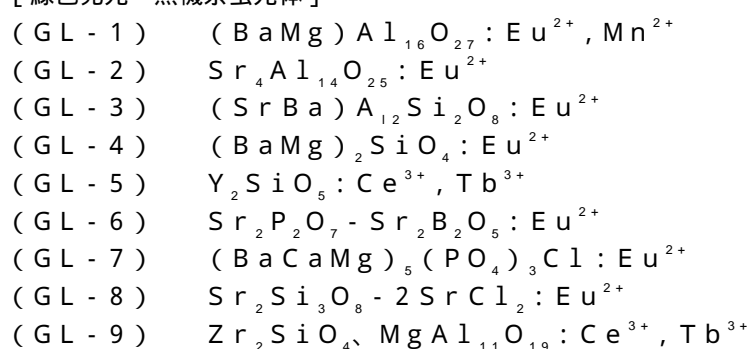 [緑色発光 無機系蛍光体]
(GL-1) (BaMg)Al₁₆O₂₇:Eu²⁺,Mn²⁺
(GL-2) Sr₄Al₁₄O₂₅:Eu²⁺
(GL-3) (SrBa)Aₗ₂Si₂O₈:Eu²⁺
(GL-4) (BaMg)₂SiO₄:Eu²⁺
(GL-5) Y₂SiO₅:Ce³⁺,Tb³⁺
(GL-6) Sr₂P₂O₇-Sr₂B₂O₅:Eu²⁺
(GL-7) (BaCaMg)₅(PO₄)₃Cl:Eu²⁺
(GL-8) Sr₂Si₃O₈-2SrCl₂:Eu²⁺
(GL-9) Zr₂SiO₄、MgAl₁₁O₁₉:Ce³⁺,Tb³⁺